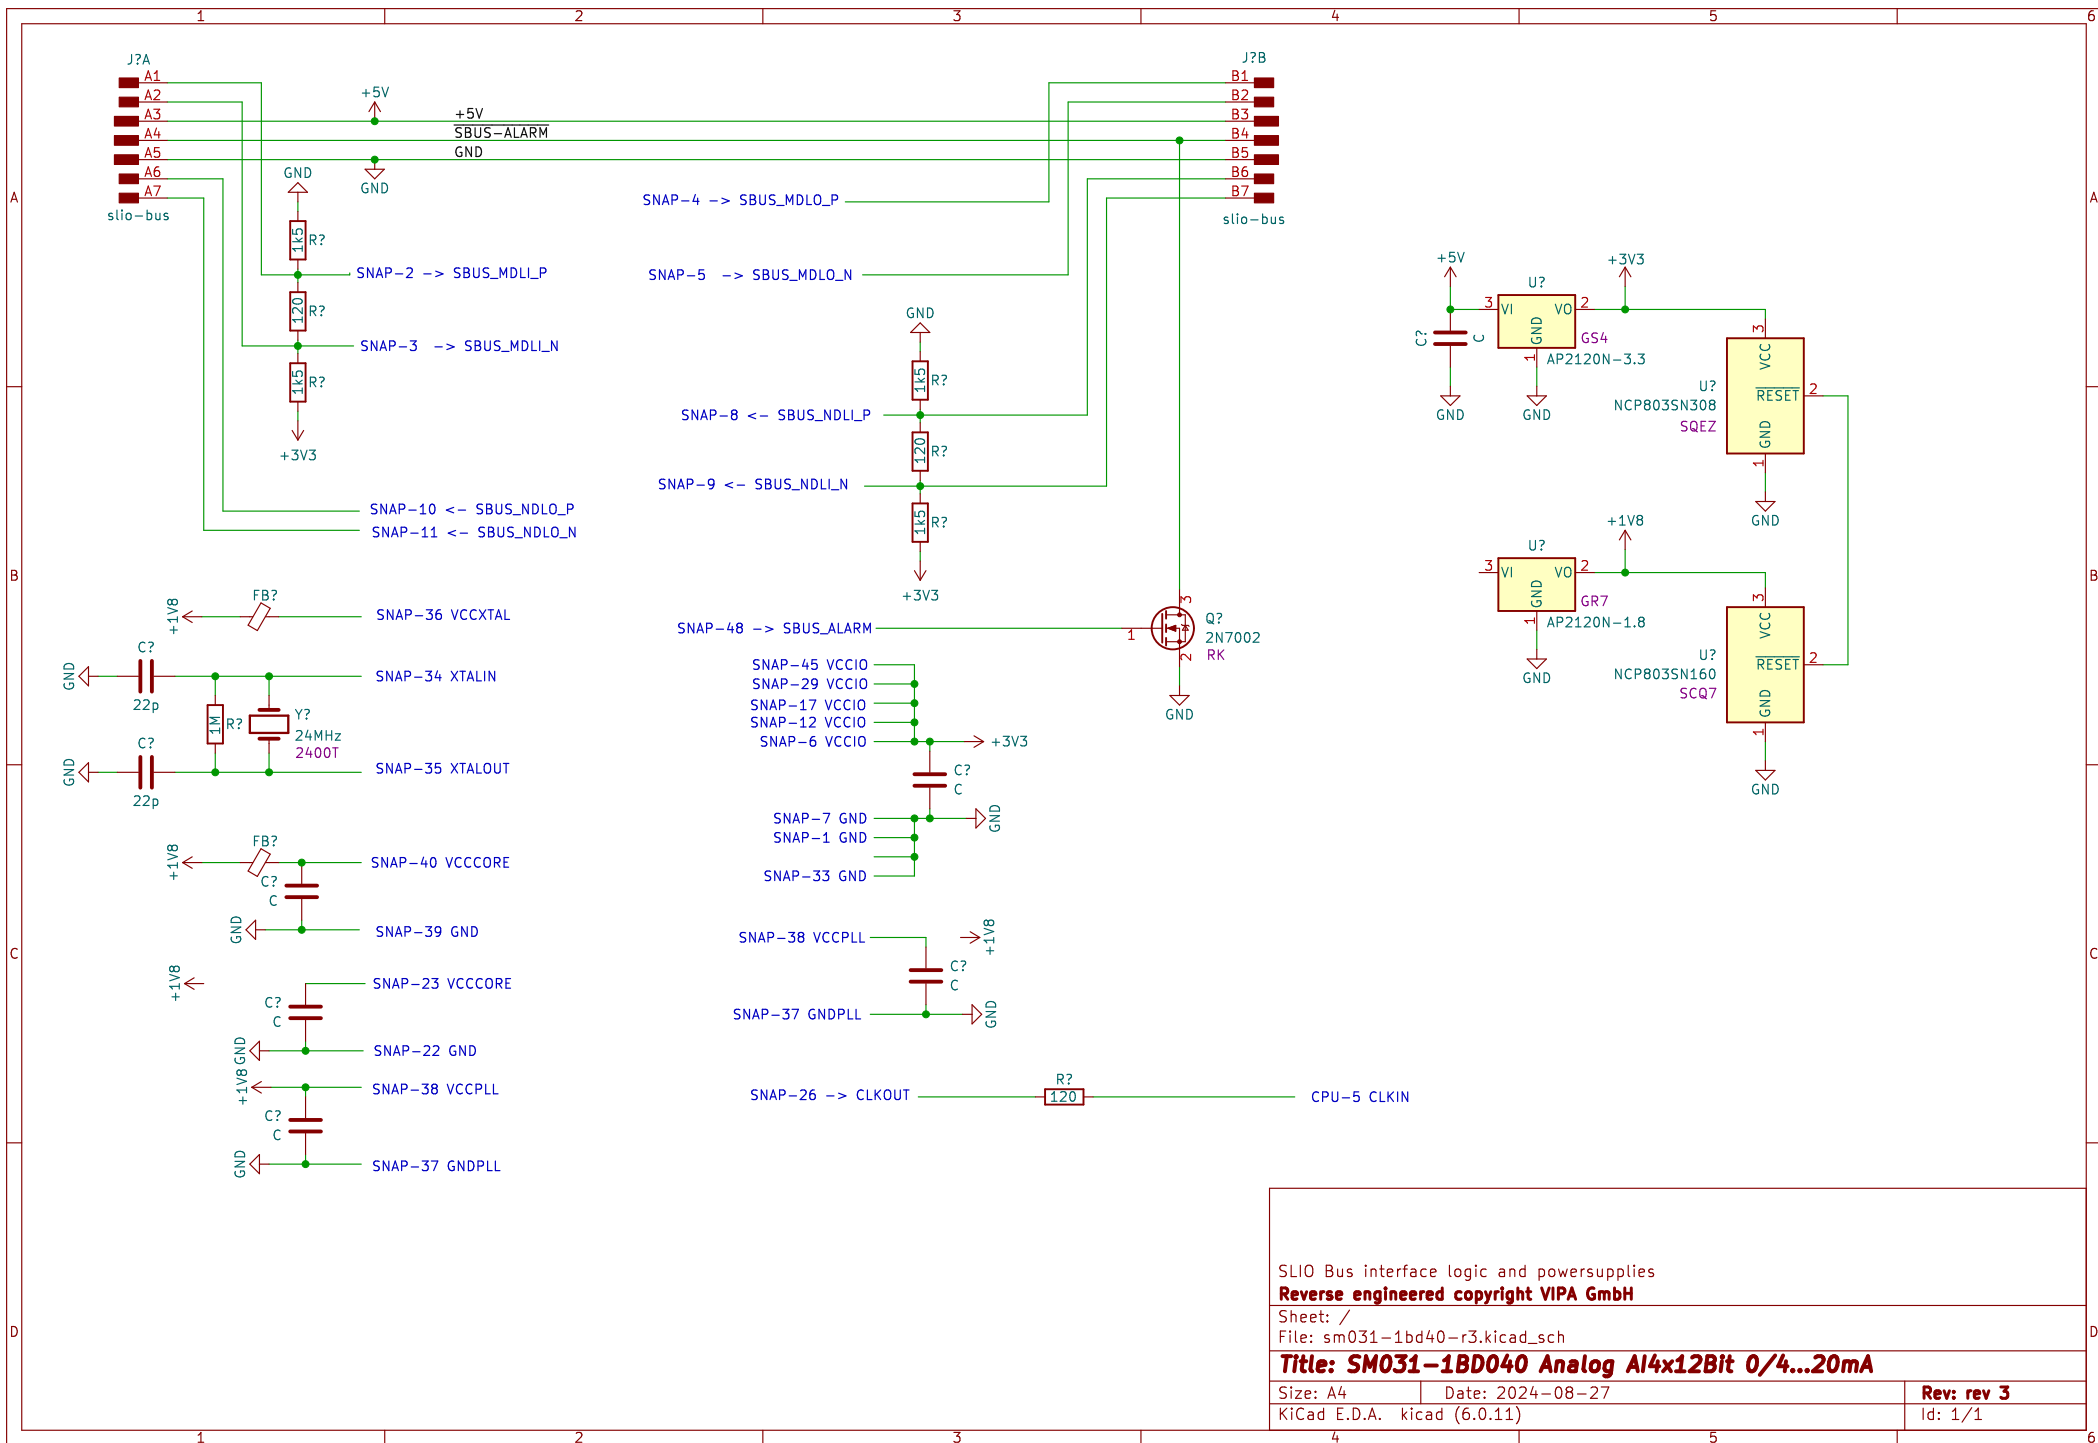 1 2 3 4 5 6
J?A
A1
A2
A3
A4
A5
A6
A7
slio-bus
+5V
+5V
SBUS-ALARM
GND
GND
J?B
B1
B2
B3
B4
B5
B6
B7
slio-bus
GND
1k5 R?
SNAP-2 -> SBUS_MDLI_P
120 R?
SNAP-3 -> SBUS_MDLI_N
1k5 R?
+3V3
SNAP-4 -> SBUS_MDLO_P
SNAP-5 -> SBUS_MDLO_N
GND
1k5 R?
SNAP-8 <- SBUS_NDLI_P
120 R?
SNAP-9 <- SBUS_NDLI_N
1k5 R?
+3V3
SNAP-10 <- SBUS_NDLO_P
SNAP-11 <- SBUS_NDLO_N
+5V
C? C
GND
U?
3 VI VO 2
GND
1
GS4
AP2120N-3.3
GND
+3V3
3
VCC
U?
NCP803SN308
SQEZ
RESET 2
GND
1
GND
U?
3 VI VO 2
GND
1
GR7
AP2120N-1.8
GND
+1V8
3
VCC
U?
NCP803SN160
SCQ7
RESET 2
GND
1
GND
+1V8
FB?
SNAP-36 VCCXTAL
GND
C?
22p
SNAP-34 XTALIN
1M R?
Y?
24MHz
2400T
GND
C?
22p
SNAP-35 XTALOUT
SNAP-48 -> SBUS_ALARM
1
3
2
Q?
2N7002
RK
GND
SNAP-45 VCCIO
SNAP-29 VCCIO
SNAP-17 VCCIO
SNAP-12 VCCIO
SNAP-6 VCCIO
+3V3
C?
C
SNAP-7 GND
GND
SNAP-1 GND
SNAP-33 GND
+1V8
FB?
SNAP-40 VCCCORE
C?
C
GND
SNAP-39 GND
SNAP-38 VCCPLL
+1V8
C?
C
SNAP-37 GNDPLL
GND
+1V8
SNAP-23 VCCCORE
C?
C
GND
SNAP-22 GND
+1V8
SNAP-38 VCCPLL
C?
C
GND
SNAP-37 GNDPLL
SNAP-26 -> CLKOUT
R?
120
CPU-5 CLKIN
A
B
C
D
A
B
C
D
SLIO Bus interface logic and powersupplies
Reverse engineered copyright VIPA GmbH
Sheet: /
File: sm031-1bd40-r3.kicad_sch
Title: SM031-1BD040 Analog AI4x12Bit 0/4...20mA
Size: A4 Date: 2024-08-27 Rev: rev 3
KiCad E.D.A. kicad (6.0.11) Id: 1/1
1 2 3 4 5 6